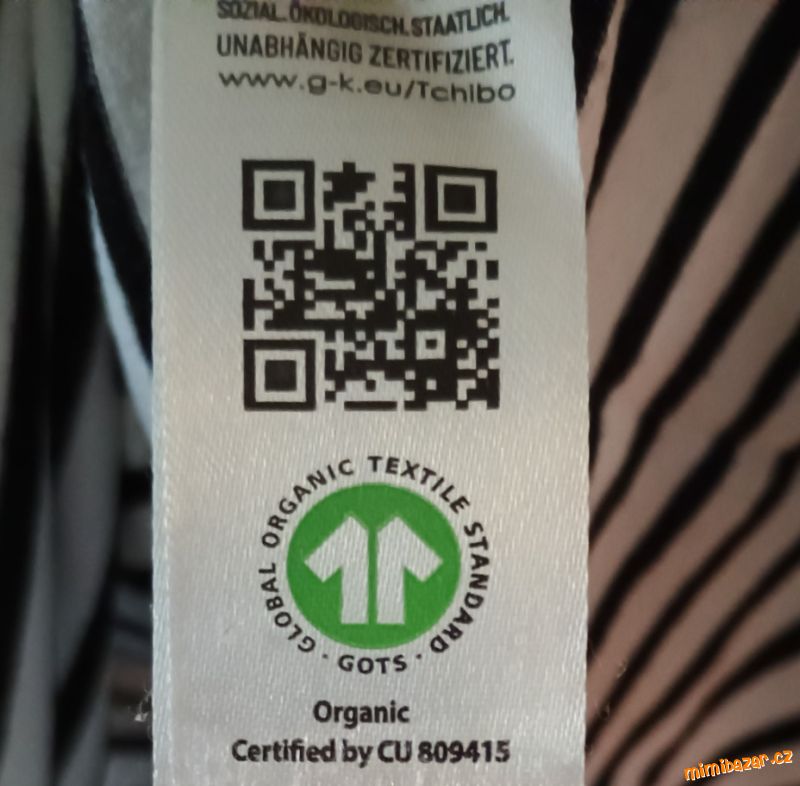 SOZIAL. ÖKOLOGISCH. STAATLICH.
UNABHÄNGIG ZERTIFIZIERT.
www.g-k.eu/Tchibo
GLOBAL ORGANIC TEXTILE STANDARD · GOTS ·
Organic
Certified by CU 809415
mimibazar.cz